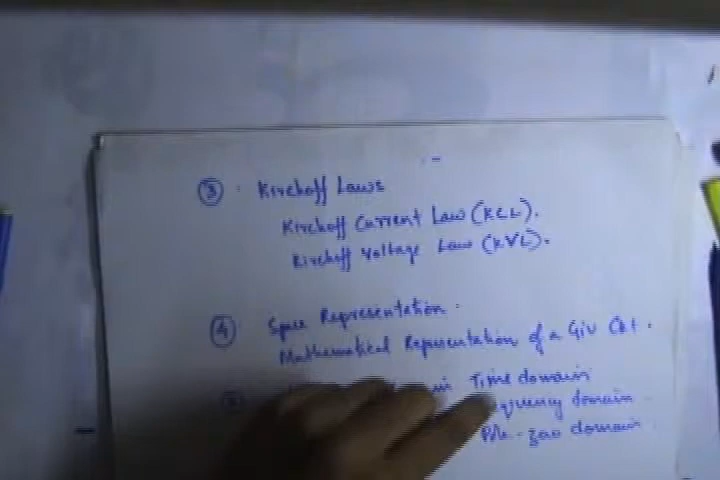 ③ Kirchoff Laws
Kirchoff Current Law (KCL).
Kirchoff Voltage Law (KVL).
④ Space Representation.
Mathematical Representation of a Giv Ckt.
in Time domain
domain
domain